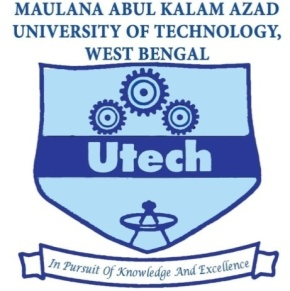 MAULANA ABUL KALAM AZAD
UNIVERSITY OF TECHNOLOGY,
WEST BENGAL
Utech
In Pursuit Of Knowledge And Excellence